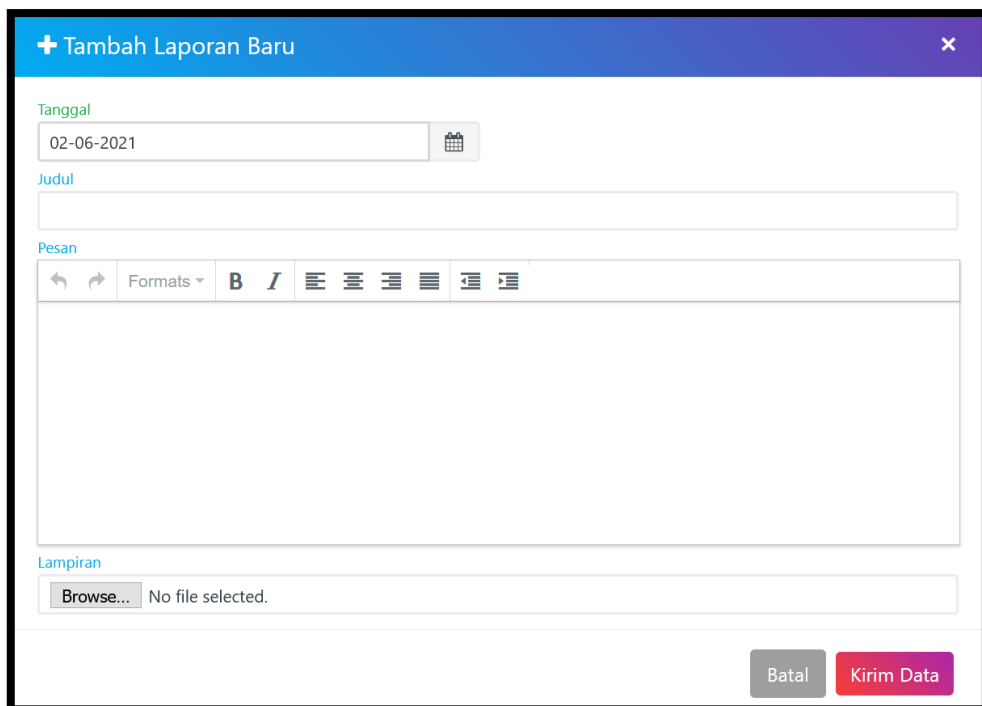 Tambah Laporan Baru
Tanggal
02-06-2021
Judul
Pesan
Formats B I
Lampiran
Browse... No file selected.
Batal Kirim Data